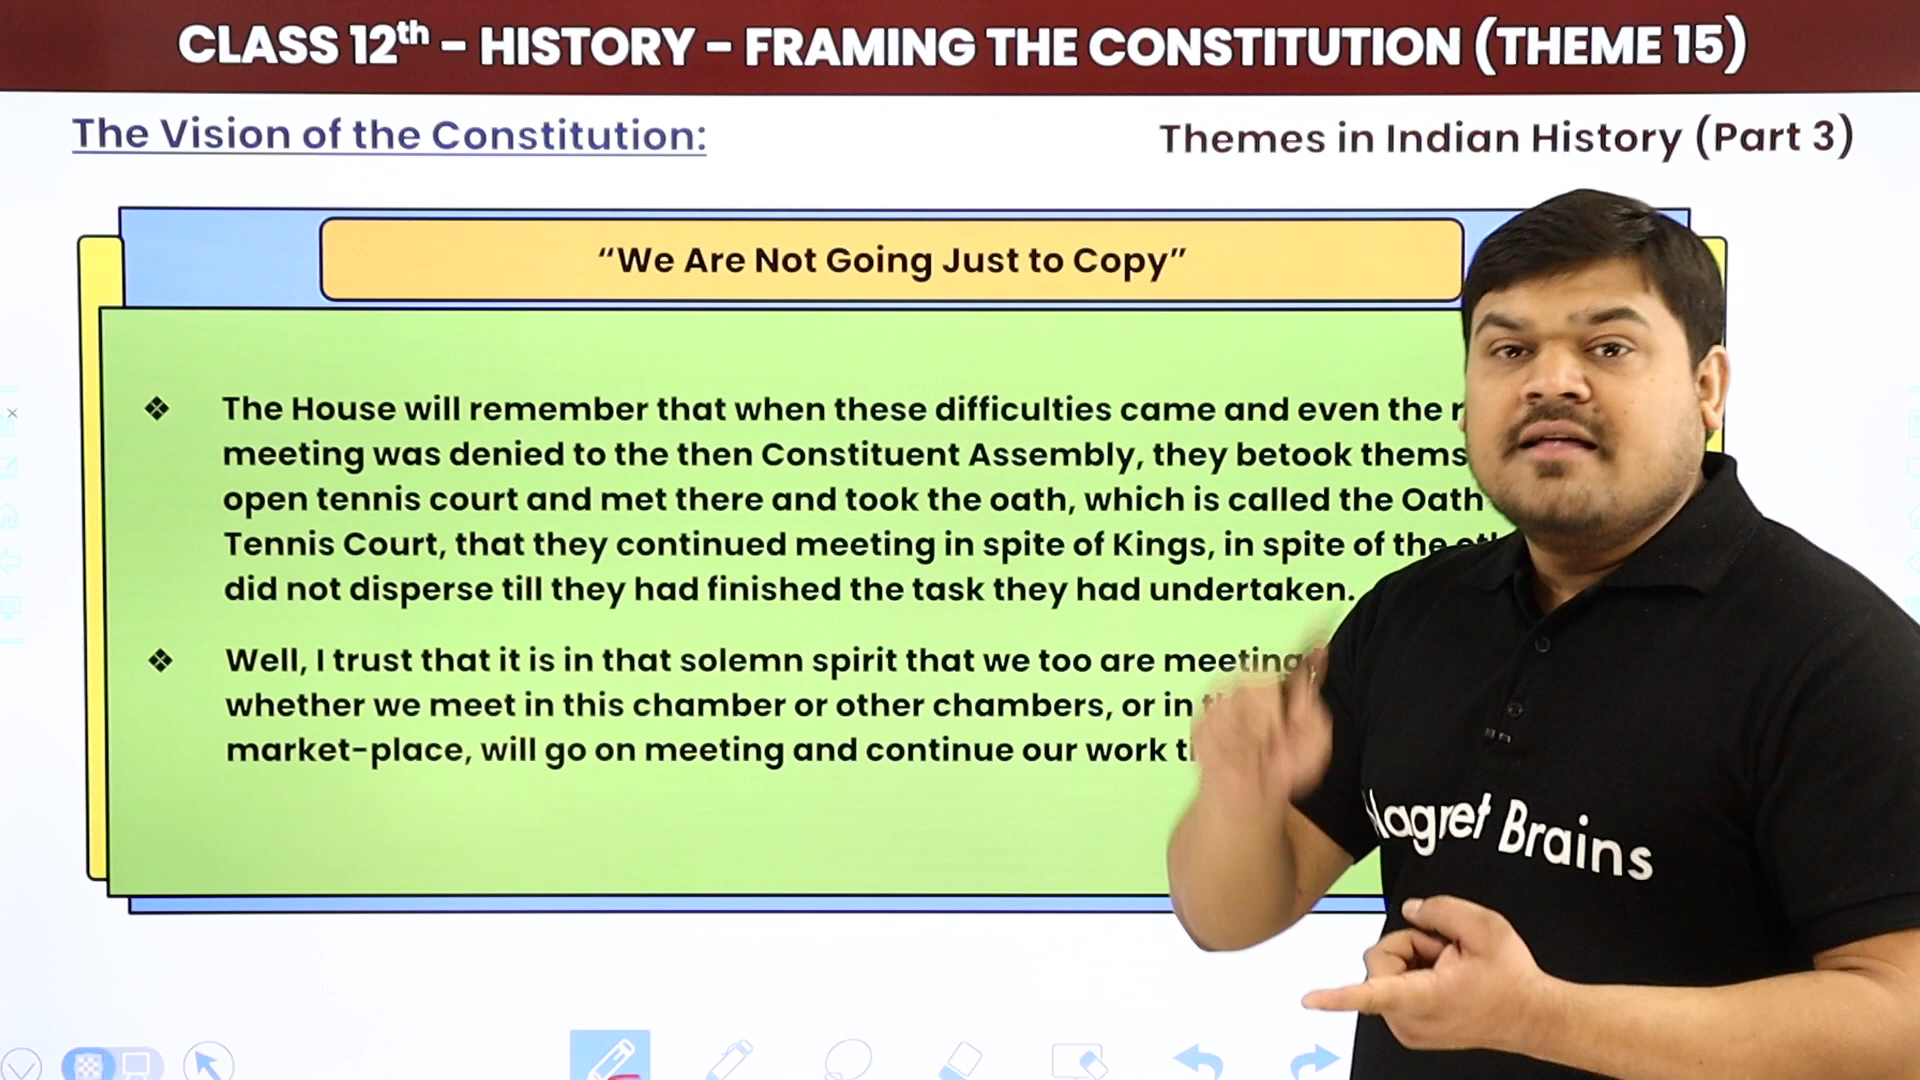 CLASS 12th - HISTORY - FRAMING THE CONSTITUTION (THEME 15)
The Vision of the Constitution:
Themes in Indian History (Part 3)
“We Are Not Going Just to Copy”
❖ The House will remember that when these difficulties came and even the
meeting was denied to the then Constituent Assembly, they betook
open tennis court and met there and took the oath, which is called the Oath
Tennis Court, that they continued meeting in spite of Kings, in spite of the
did not disperse till they had finished the task they had undertaken.
❖ Well, I trust that it is in that solemn spirit that we too are meeting
whether we meet in this chamber or other chambers, or in
market-place, will go on meeting and continue our work
Brains